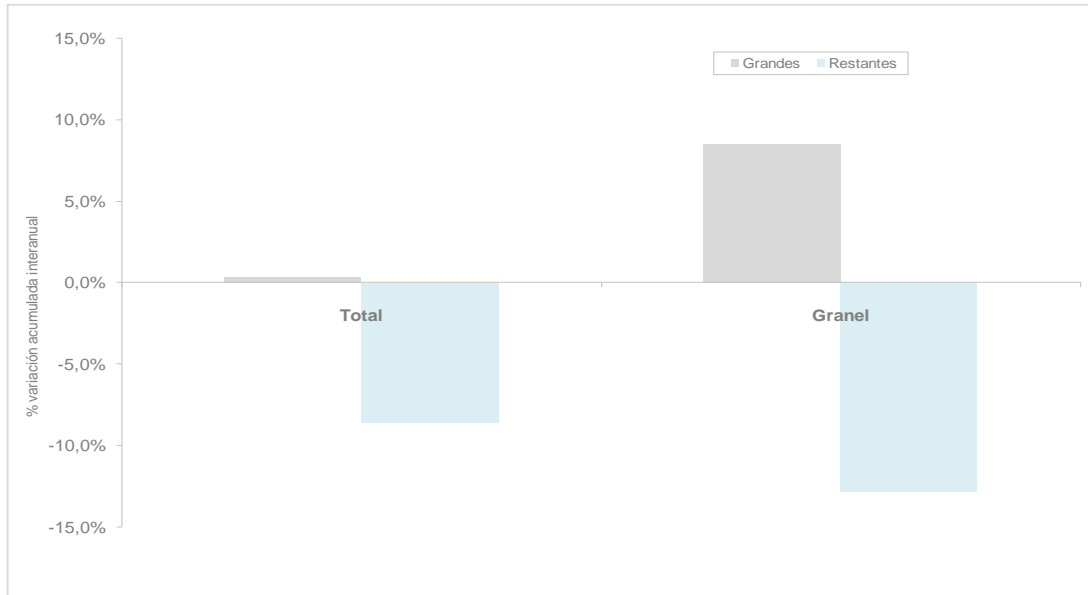 15,0%
Grandes Restantes
10,0%
5,0%
0,0%
-5,0%
-10,0%
-15,0%
% variación acumulada interanual
Total Granel